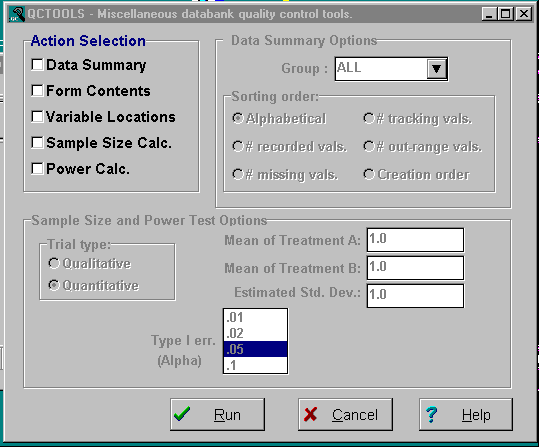 QCTOOLS - Miscellaneous databank quality control tools.
Action Selection
Data Summary
Form Contents
Variable Locations
Sample Size Calc.
Power Calc.
Data Summary Options
Group : ALL
Sorting order:
Alphabetical # tracking vals.
# recorded vals. # out-range vals.
# missing vals. Creation order
Sample Size and Power Test Options
Trial type:
Qualitative
Quantitative
Mean of Treatment A: 1.0
Mean of Treatment B: 1.0
Estimated Std. Dev.: 1.0
Type I err.
(Alpha)
.01
.02
.05
.1
Run Cancel Help